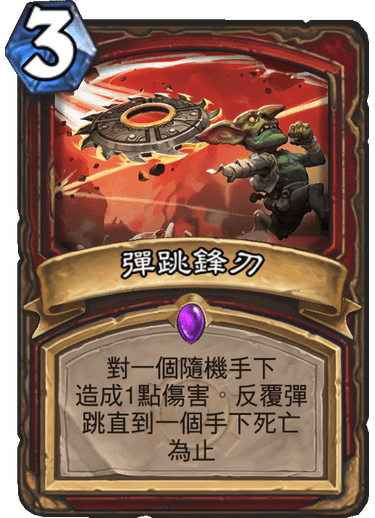 3
彈跳鋒刃
對一個隨機手下
造成1點傷害。反覆彈
跳直到一個手下死亡
為止